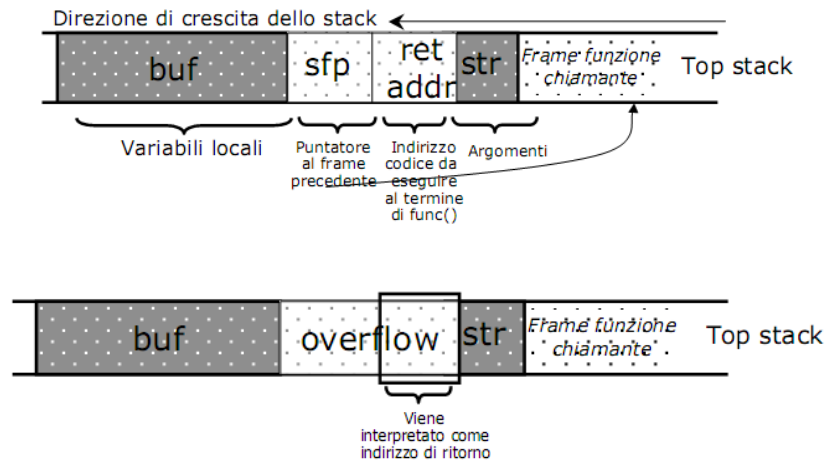 Direzione di crescita dello stack
buf
sfp
ret
addr
str
Frame funzione
chiamante
Top stack
Variabili locali
Puntatore
al frame
precedente
Indirizzo
codice da
eseguire
al termine
di func()
Argomenti
buf
overflow
str
Frame funzione
chiamante
Top stack
Viene
interpretato come
indirizzo di ritorno